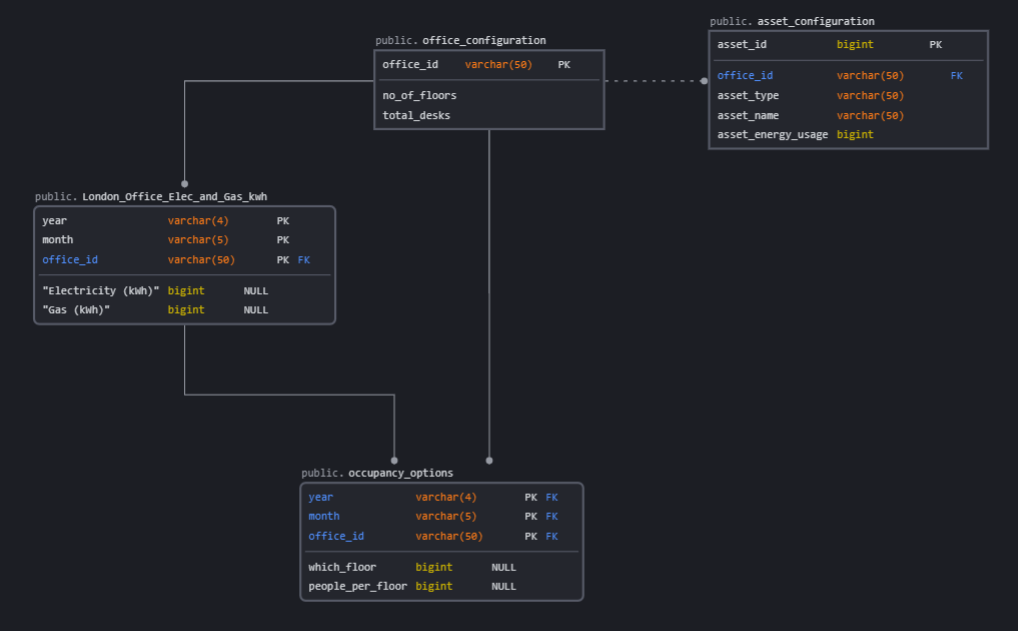 public. office_configuration
office_id varchar(50) PK
no_of_floors
total_desks
public. asset_configuration
asset_id bigint PK
office_id varchar(50) FK
asset_type varchar(50)
asset_name varchar(50)
asset_energy_usage bigint
public. London_Office_Elec_and_Gas_kwh
year varchar(4) PK
month varchar(5) PK
office_id varchar(50) PK FK
"Electricity (kWh)" bigint NULL
"Gas (kWh)" bigint NULL
public. occupancy_options
year varchar(4) PK FK
month varchar(5) PK FK
office_id varchar(50) PK FK
which_floor bigint NULL
people_per_floor bigint NULL